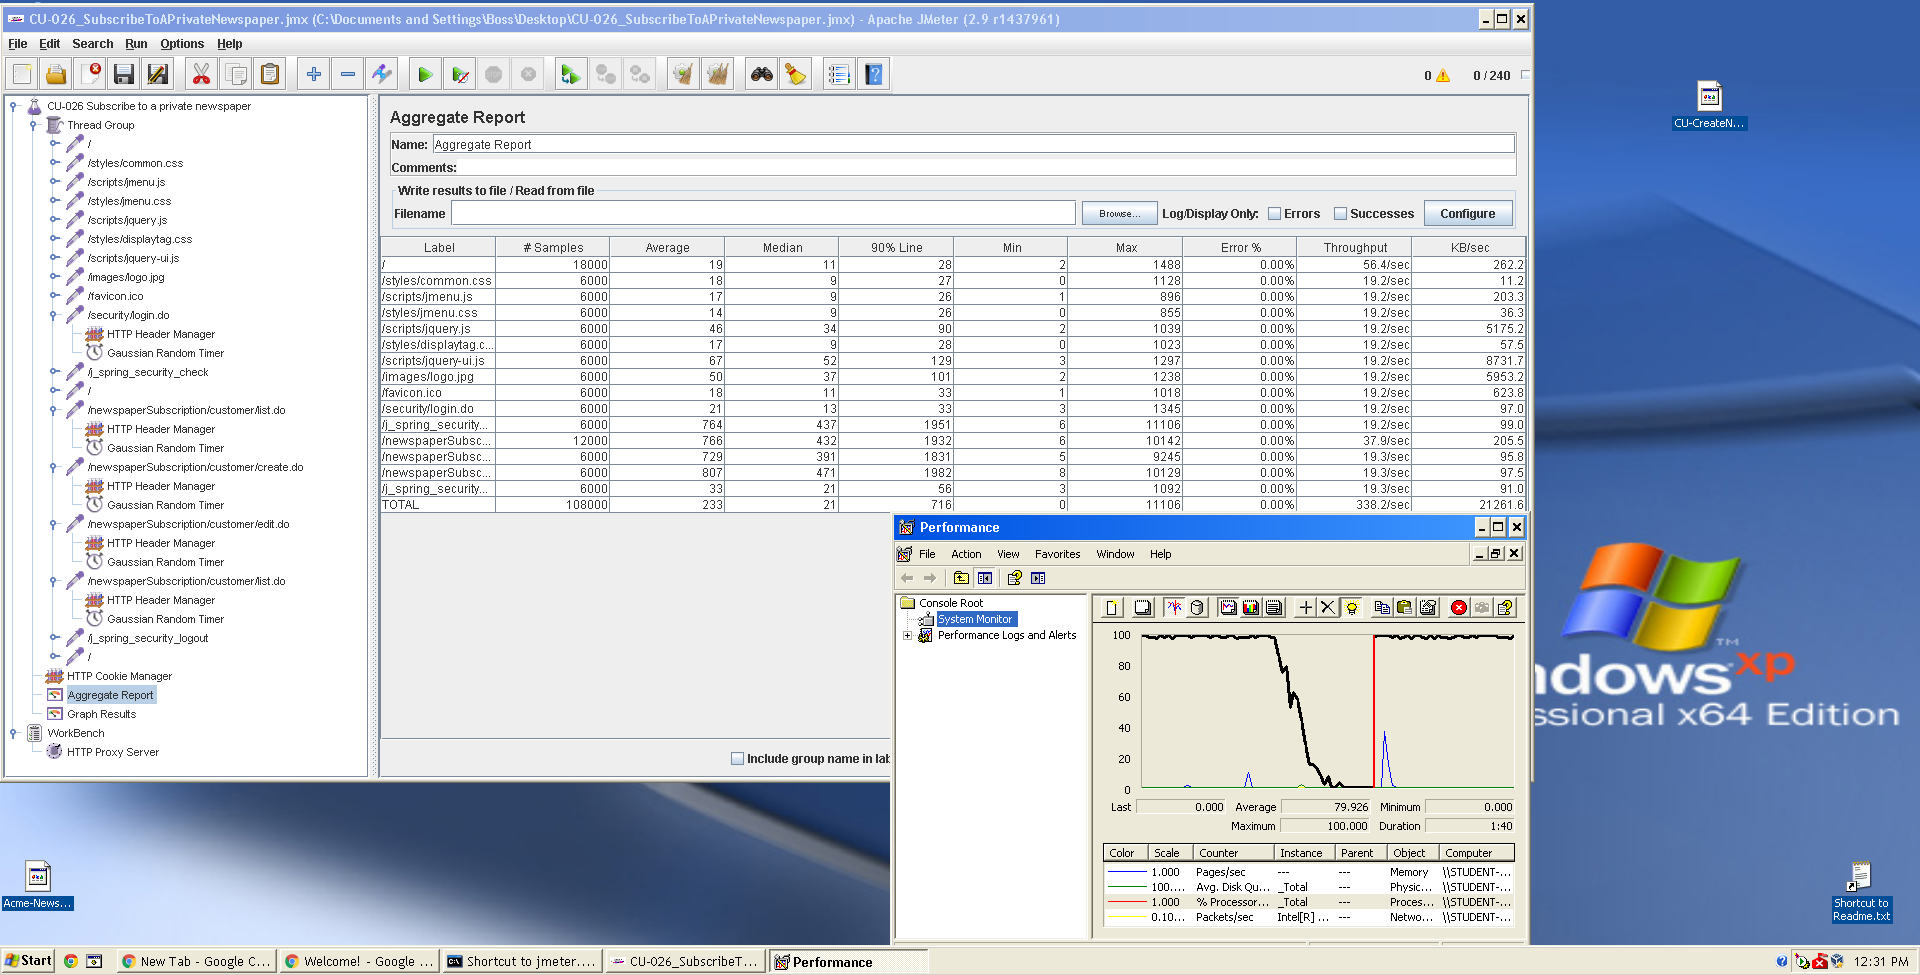 CU-026_SubscribeToAPrivateNewspaper.jmx (C:\Documents and Settings\Boss\Desktop\CU-026_SubscribeToAPrivateNewspaper.jmx) - Apache JMeter (2.9 r1437961)
File Edit Search Run Options Help
0 0 / 240
CU-026 Subscribe to a private newspaper
Thread Group
/
/styles/common.css
/scripts/jmenu.js
/styles/jmenu.css
/scripts/jquery.js
/styles/displaytag.css
/scripts/jquery-ui.js
/images/logo.jpg
/favicon.ico
/security/login.do
HTTP Header Manager
Gaussian Random Timer
/j_spring_security_check
/
/newspaperSubscription/customer/list.do
HTTP Header Manager
Gaussian Random Timer
/newspaperSubscription/customer/create.do
HTTP Header Manager
Gaussian Random Timer
/newspaperSubscription/customer/edit.do
HTTP Header Manager
Gaussian Random Timer
/newspaperSubscription/customer/list.do
HTTP Header Manager
Gaussian Random Timer
/j_spring_security_logout
/
HTTP Cookie Manager
Aggregate Report
Graph Results
WorkBench
HTTP Proxy Server
Aggregate Report
Name: Aggregate Report
Comments:
Write results to file / Read from file
Filename Browse... Log/Display Only: Errors Successes Configure
Label # Samples Average Median 90% Line Min Max Error % Throughput KB/sec
/ 18000 19 11 28 2 1488 0.00% 56.4/sec 262.2
/styles/common.css 6000 18 9 27 0 1128 0.00% 19.2/sec 11.2
/scripts/jmenu.js 6000 17 9 26 1 896 0.00% 19.2/sec 203.3
/styles/jmenu.css 6000 14 9 26 0 855 0.00% 19.2/sec 36.3
/scripts/jquery.js 6000 46 34 90 2 1039 0.00% 19.2/sec 5175.2
/styles/displaytag.c... 6000 17 9 28 0 1023 0.00% 19.2/sec 57.5
/scripts/jquery-ui.js 6000 67 52 129 3 1297 0.00% 19.2/sec 8731.7
/images/logo.jpg 6000 50 37 101 2 1238 0.00% 19.2/sec 5953.2
/favicon.ico 6000 18 11 33 1 1018 0.00% 19.2/sec 623.8
/security/login.do 6000 21 13 33 3 1345 0.00% 19.2/sec 97.0
/j_spring_security... 6000 764 437 1951 6 11106 0.00% 19.2/sec 99.0
/newspaperSubsc... 12000 766 432 1932 6 10142 0.00% 37.9/sec 205.5
/newspaperSubsc... 6000 729 391 1831 5 9245 0.00% 19.3/sec 95.8
/newspaperSubsc... 6000 807 471 1982 8 10129 0.00% 19.3/sec 97.5
/j_spring_security... 6000 33 21 56 3 1092 0.00% 19.3/sec 91.0
TOTAL 108000 233 21 716 0 11106 0.00% 338.2/sec 21261.6
Include group name in lab
Performance
File Action View Favorites Window Help
Console Root
System Monitor
Performance Logs and Alerts
100
80
60
40
20
0
Last 0.000 Average 79.926 Minimum 0.000
Maximum 100.000 Duration 1:40
Color Scale Counter Instance Parent Object Computer
1.000 Pages/sec --- --- Memory \\STUDENT-...
100.... Avg. Disk Qu... _Total --- Physic... \\STUDENT-...
1.000 % Processor... _Total --- Proces... \\STUDENT-...
0.10... Packets/sec Intel[R] ... --- Netwo... \\STUDENT-...
CU-CreateN...
ndows xp
TM
ssional x64 Edition
Acme-News...
Shortcut to
Readme.txt
Start New Tab - Google C... Welcome! - Google ... Shortcut to jmeter.... CU-026_SubscribeT... Performance 12:31 PM